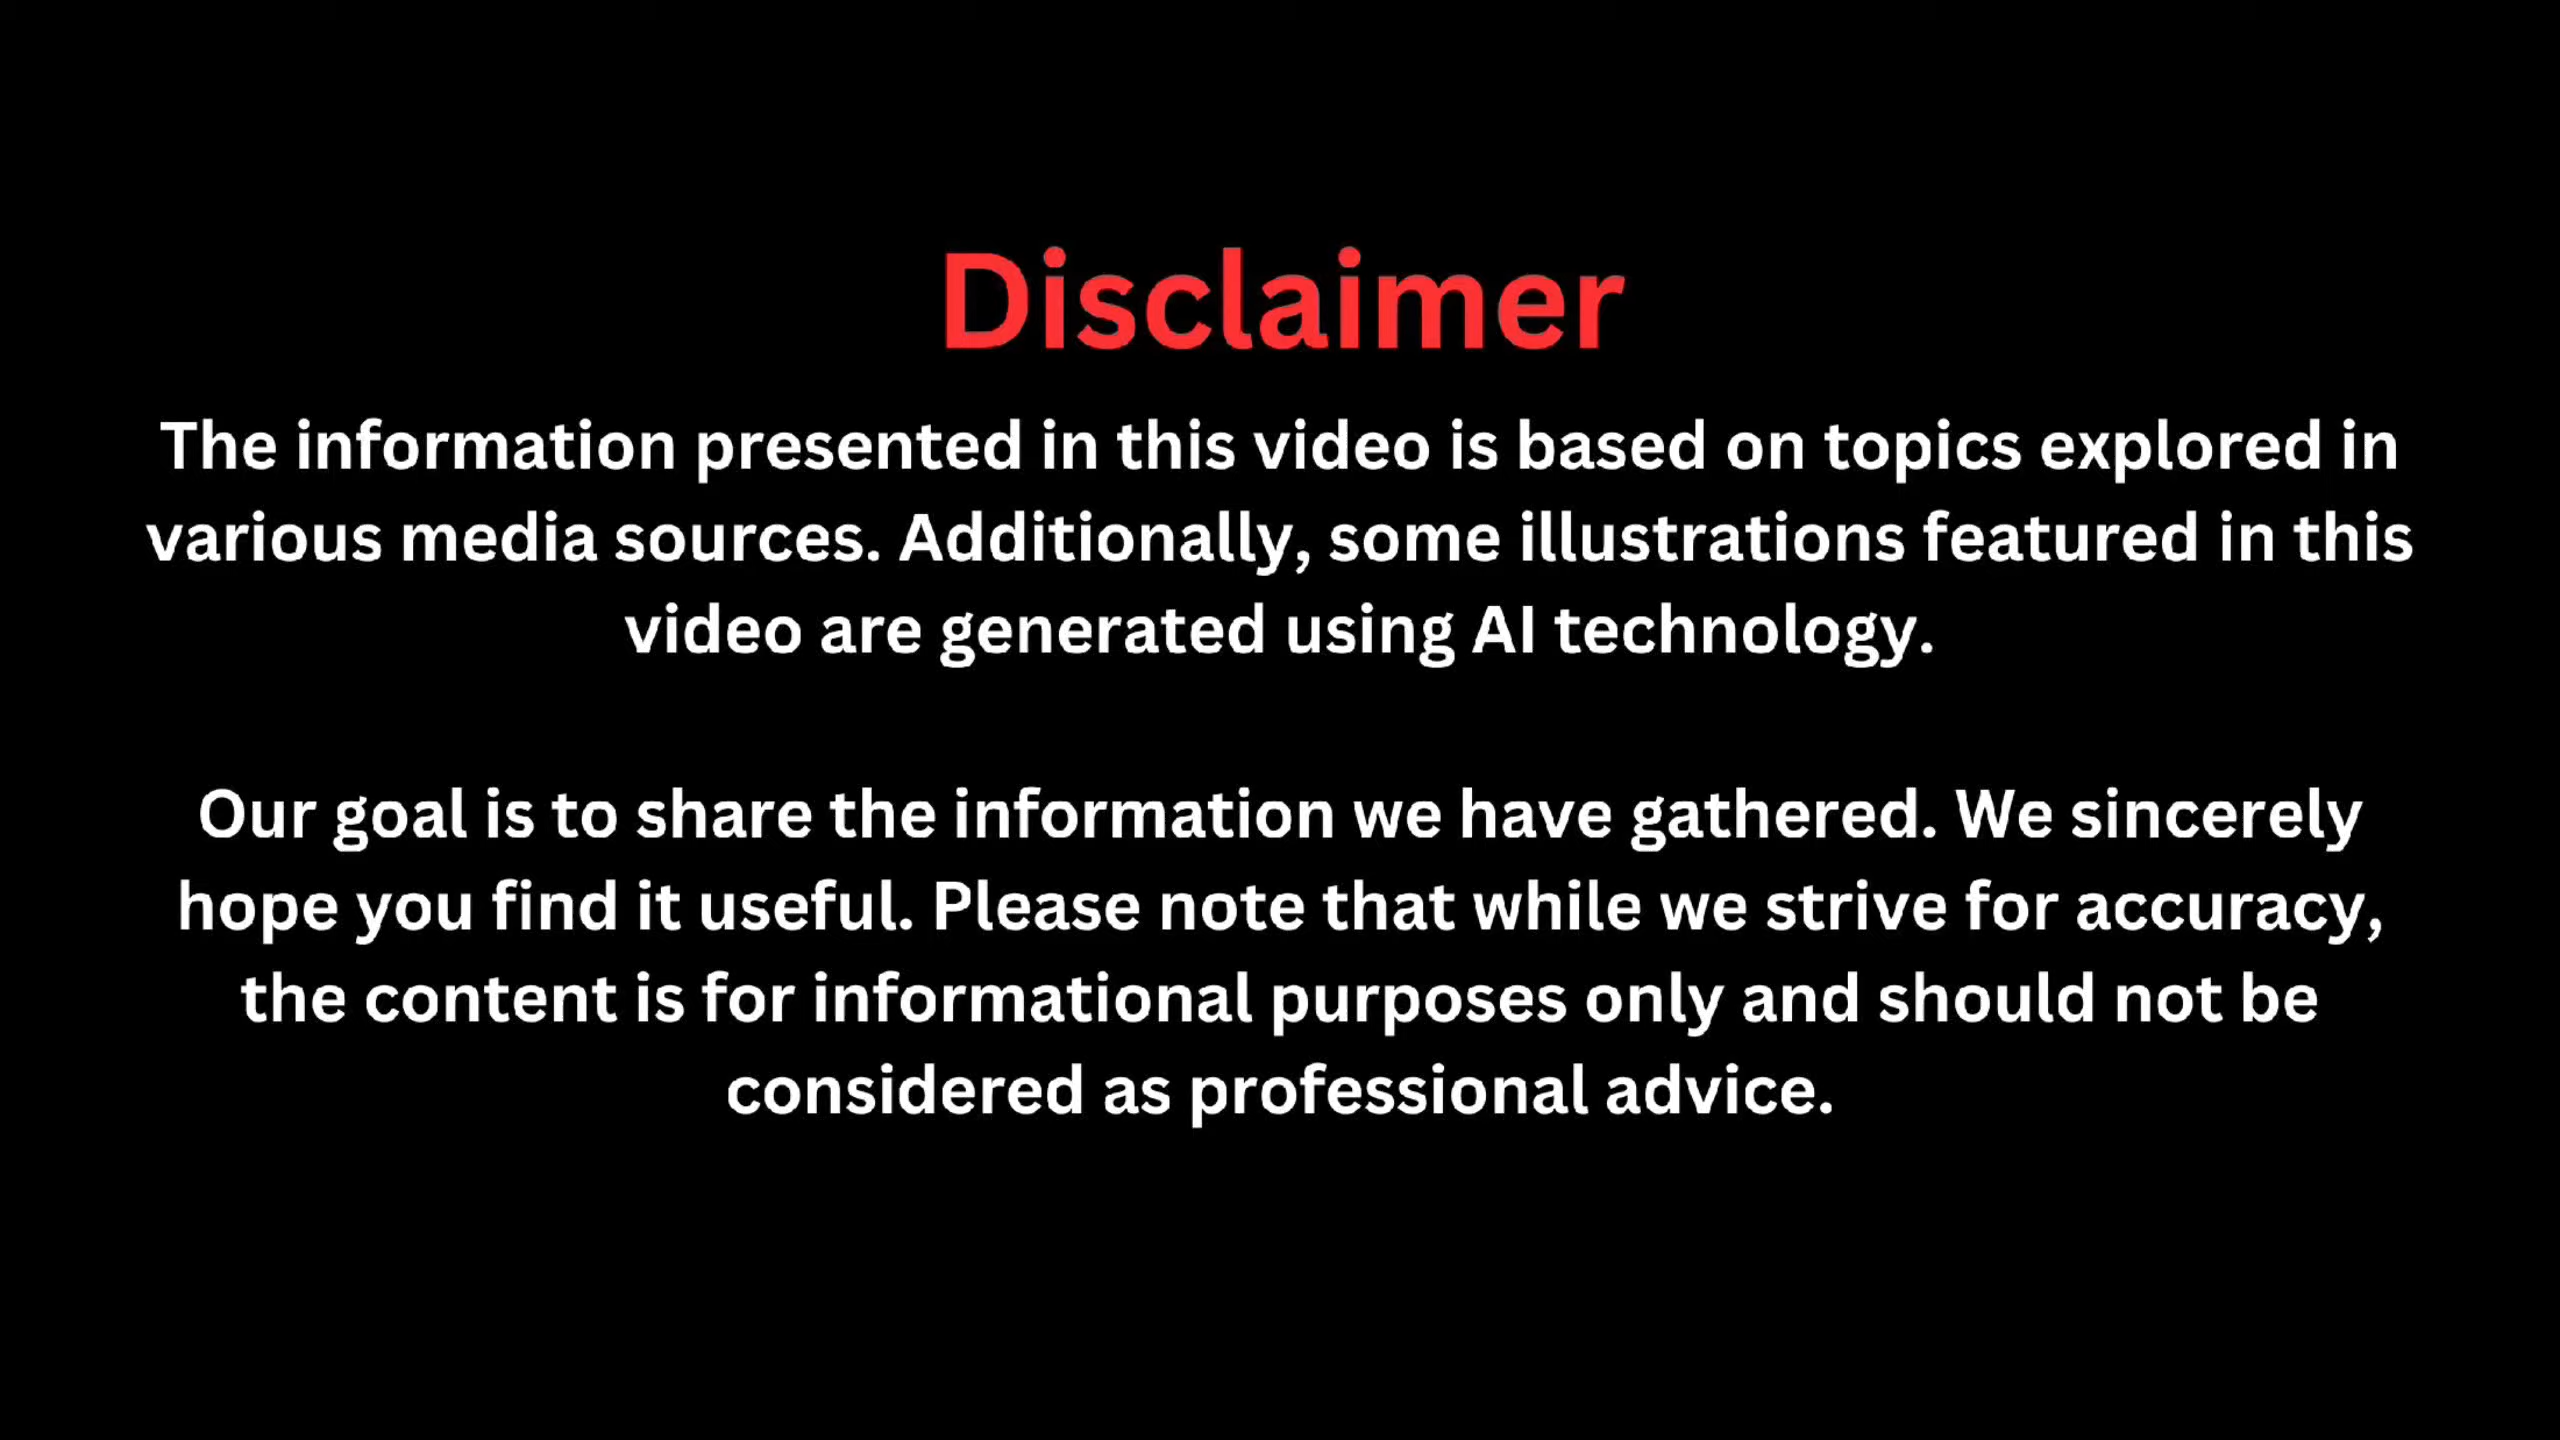 Disclaimer
The information presented in this video is based on topics explored in
various media sources. Additionally, some illustrations featured in this
video are generated using AI technology.
Our goal is to share the information we have gathered. We sincerely
hope you find it useful. Please note that while we strive for accuracy,
the content is for informational purposes only and should not be
considered as professional advice.